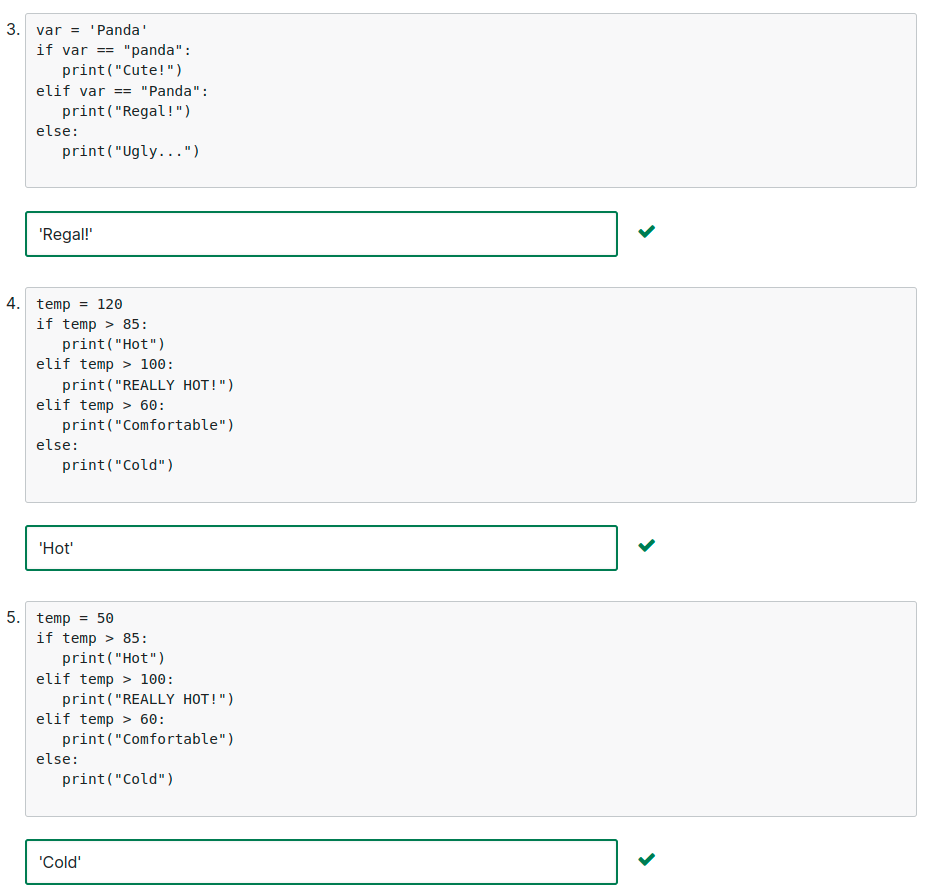 3.
var = 'Panda'
if var == "panda":
   print("Cute!")
elif var == "Panda":
   print("Regal!")
else:
   print("Ugly...")
'Regal!'
4.
temp = 120
if temp > 85:
   print("Hot")
elif temp > 100:
   print("REALLY HOT!")
elif temp > 60:
   print("Comfortable")
else:
   print("Cold")
'Hot'
5.
temp = 50
if temp > 85:
   print("Hot")
elif temp > 100:
   print("REALLY HOT!")
elif temp > 60:
   print("Comfortable")
else:
   print("Cold")
'Cold'